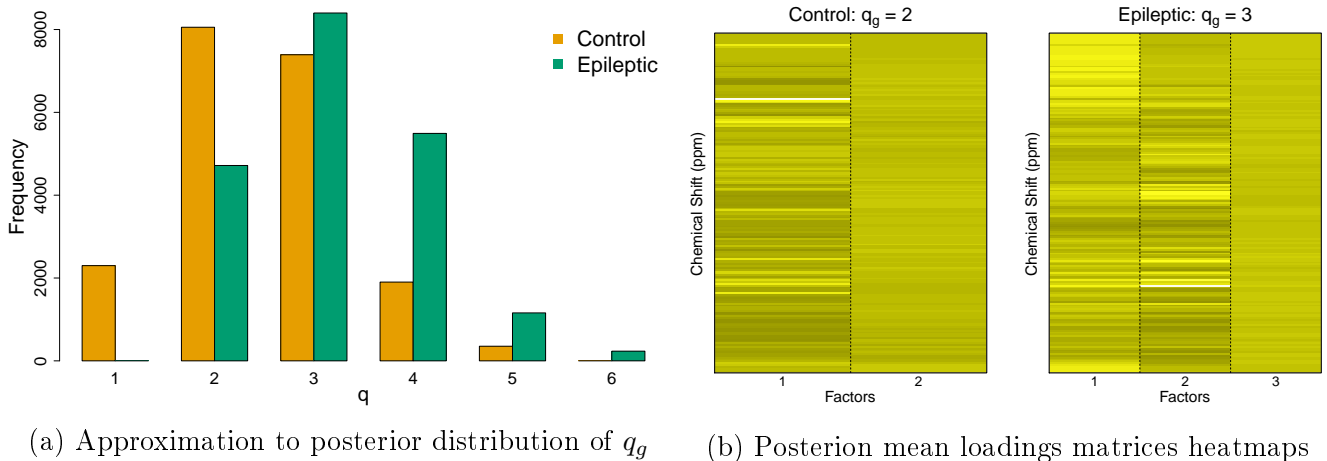 Control
Epileptic
Frequency
8000
6000
4000
2000
0
1 2 3 4 5 6
q
(a) Approximation to posterior distribution of q_g
Control: q_g = 2
Chemical Shift (ppm)
1 2
Factors
Epileptic: q_g = 3
Chemical Shift (ppm)
1 2 3
Factors
(b) Posterion mean loadings matrices heatmaps